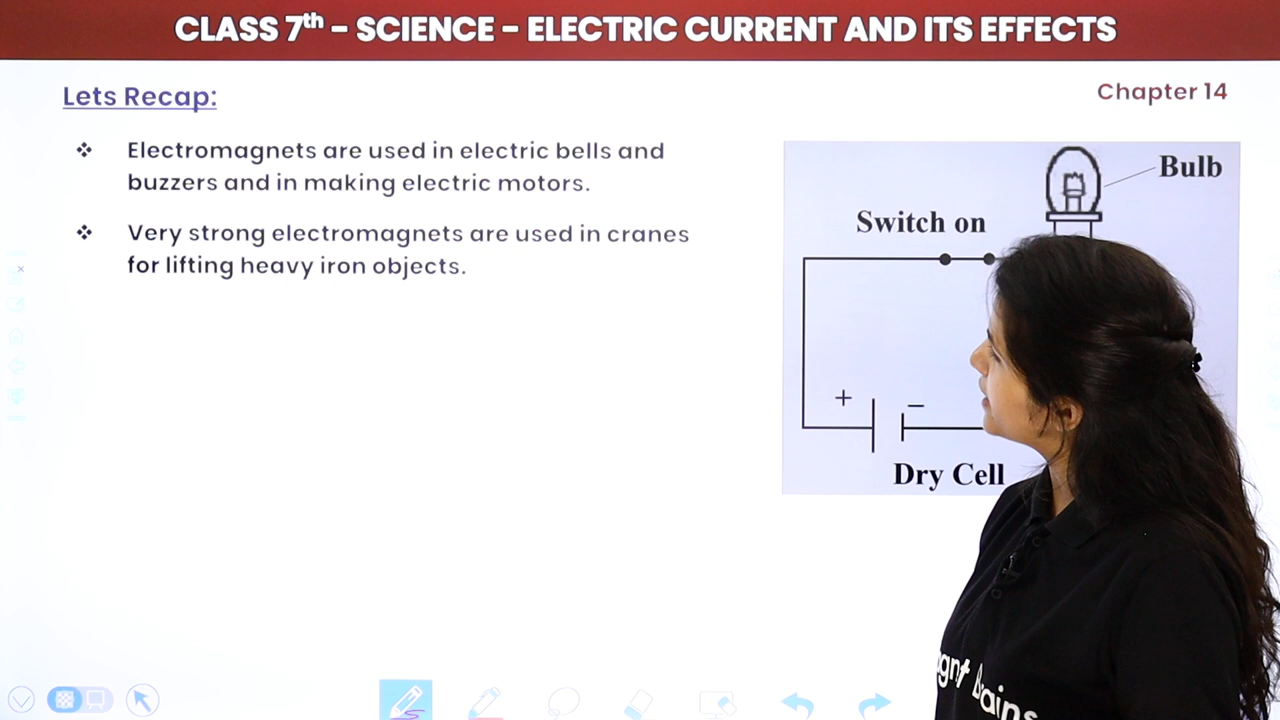 CLASS 7th – SCIENCE – ELECTRIC CURRENT AND ITS EFFECTS
Lets Recap:
Chapter 14
❖ Electromagnets are used in electric bells and
buzzers and in making electric motors.
❖ Very strong electromagnets are used in cranes
for lifting heavy iron objects.
Bulb
Switch on
+ −
Dry Cell